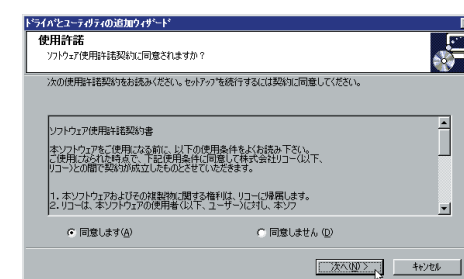 ﾄﾞﾗｲﾊﾞとﾕｰﾃｨﾘﾃｨの追加ｳｨｻﾞｰﾄﾞ
使用許諾
ｿﾌﾄｳｪｱ使用許諾契約に同意されますか？
次の使用許諾契約をお読みください。ｾｯﾄｱｯﾌﾟを続行するには契約に同意してください。
ソフトウェア使用許諾契約書
本ソフトウェアをご使用になる前に、以下の使用条件をよくお読み下さい。
ご使用になられた時点で、下記使用条件に同意して株式会社リコー（以下、
リコー）との間で契約が成立したものとさせていただきます。
1. 本ソフトウェアおよびその複製物に関する権利は、リコーに帰属します。
2. リコーは、本ソフトウェアの使用者（以下、ユーザー）に対し、本ソフ
同意します(A)
同意しません(D)
次へ(N) >
ｷｬﾝｾﾙ